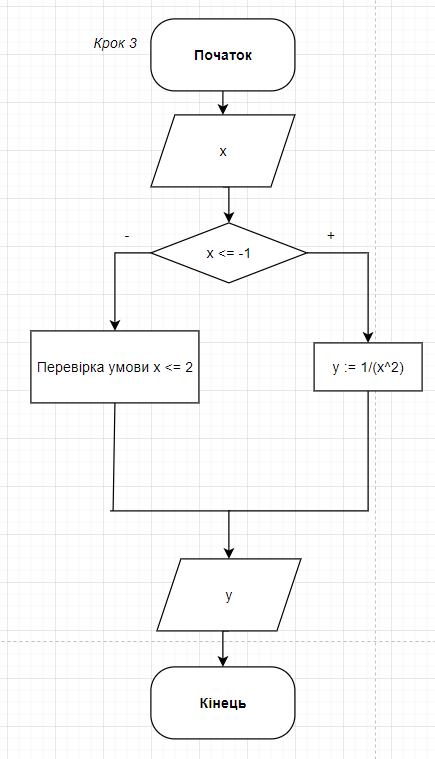 Крок 3
Початок
x
x <= -1
-
+
Перевірка умови x <= 2
y := 1/(x^2)
y
Кінець